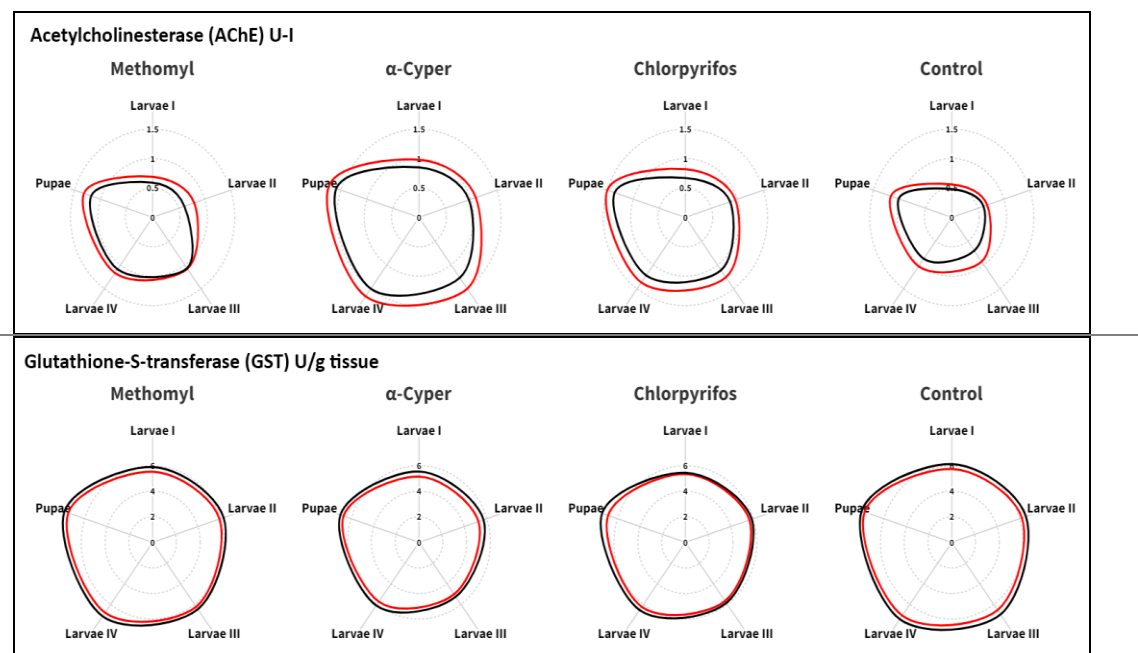 Acetylcholinesterase (AChE) U-I
Methomyl
α-Cyper
Chlorpyrifos
Control
Larvae I
Larvae I
Larvae I
Larvae I
1.5
1.5
1.5
1.5
1
1
1
1
Pupae
0.5
Larvae II
Pupae
0.5
Larvae II
Pupae
0.5
Larvae II
Pupae
0.5
Larvae II
0
0
0
0
Larvae IV
Larvae III
Larvae IV
Larvae III
Larvae IV
Larvae III
Larvae IV
Larvae III
Glutathione-S-transferase (GST) U/g tissue
Methomyl
α-Cyper
Chlorpyrifos
Control
Larvae I
Larvae I
Larvae I
Larvae I
6
6
6
6
4
4
4
4
Pupae
Larvae II
Pupae
Larvae II
Pupae
Larvae II
Pupae
Larvae II
2
2
2
2
0
0
0
0
Larvae IV
Larvae III
Larvae IV
Larvae III
Larvae IV
Larvae III
Larvae IV
Larvae III